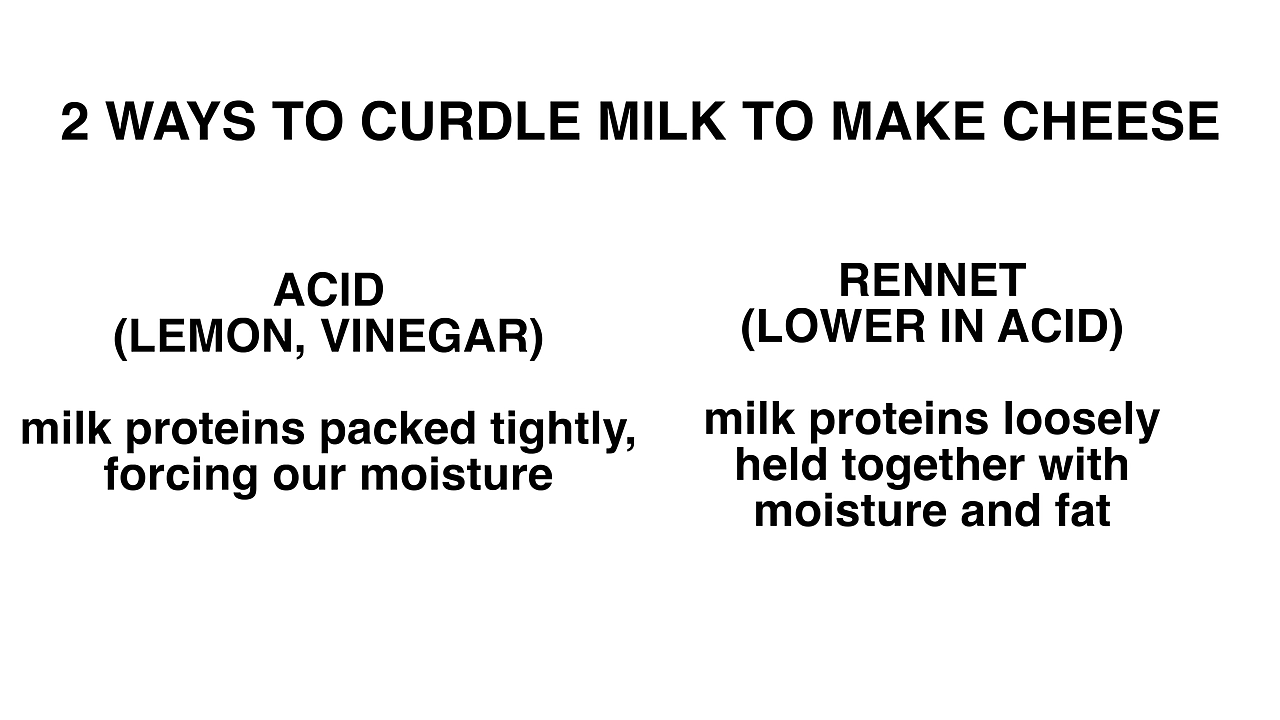 2 WAYS TO CURDLE MILK TO MAKE CHEESE
ACID
(LEMON, VINEGAR)
milk proteins packed tightly,
forcing our moisture
RENNET
(LOWER IN ACID)
milk proteins loosely
held together with
moisture and fat